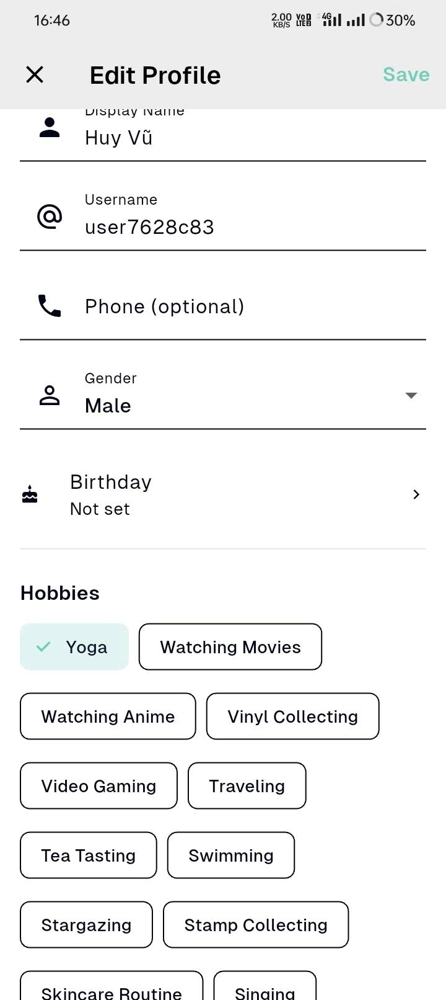 16:46
2.00 KB/S VoD LTE2 4G 30%
Edit Profile
Save
Display Name
Huy Vũ
Username
user7628c83
Phone (optional)
Gender
Male
Birthday
Not set
Hobbies
Yoga
Watching Movies
Watching Anime
Vinyl Collecting
Video Gaming
Traveling
Tea Tasting
Swimming
Stargazing
Stamp Collecting
Skincare Routine
Singing